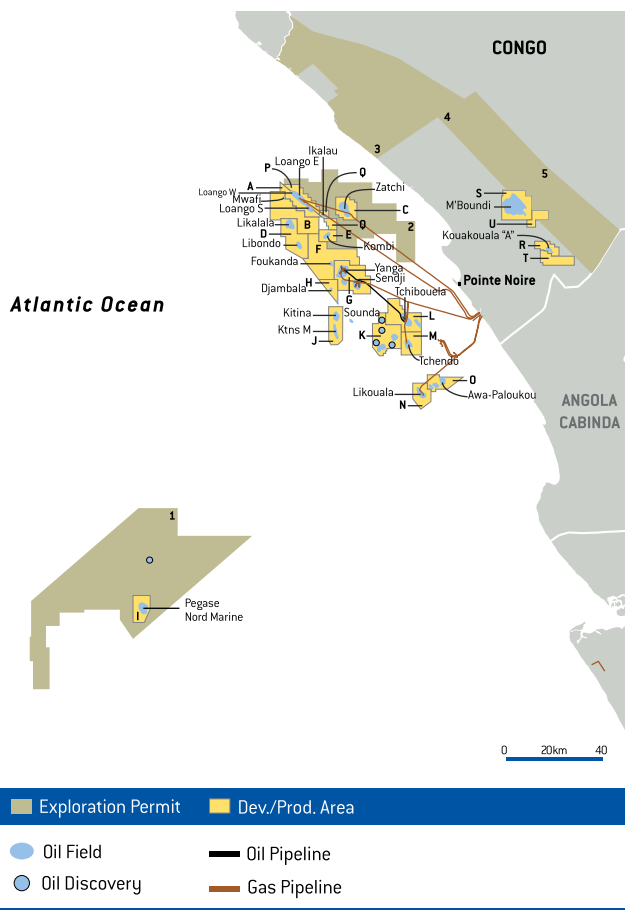 CONGO
4
3
Ikalau
P
Loango E
Q
A
Zatchi
5
Loango W
Mwafi
S
Loango S
C
M'Boundi
Likalala
B
Q
U
D
E
2
Kouakouala "A"
Libondo
F
Kombi
R
T
Foukanda
Yanga
Sendji
Pointe Noire
H
Djambala
G
Tchibouela
Atlantic Ocean
Kitina
Sounda
L
Ktns M
K
M
J
Tchendo
O
Likouala
Awa-Paloukou
N
ANGOLA
CABINDA
1
Pegase
I
Nord Marine
0 20km 40
Exploration Permit
Dev./Prod. Area
Oil Field
Oil Pipeline
Oil Discovery
Gas Pipeline